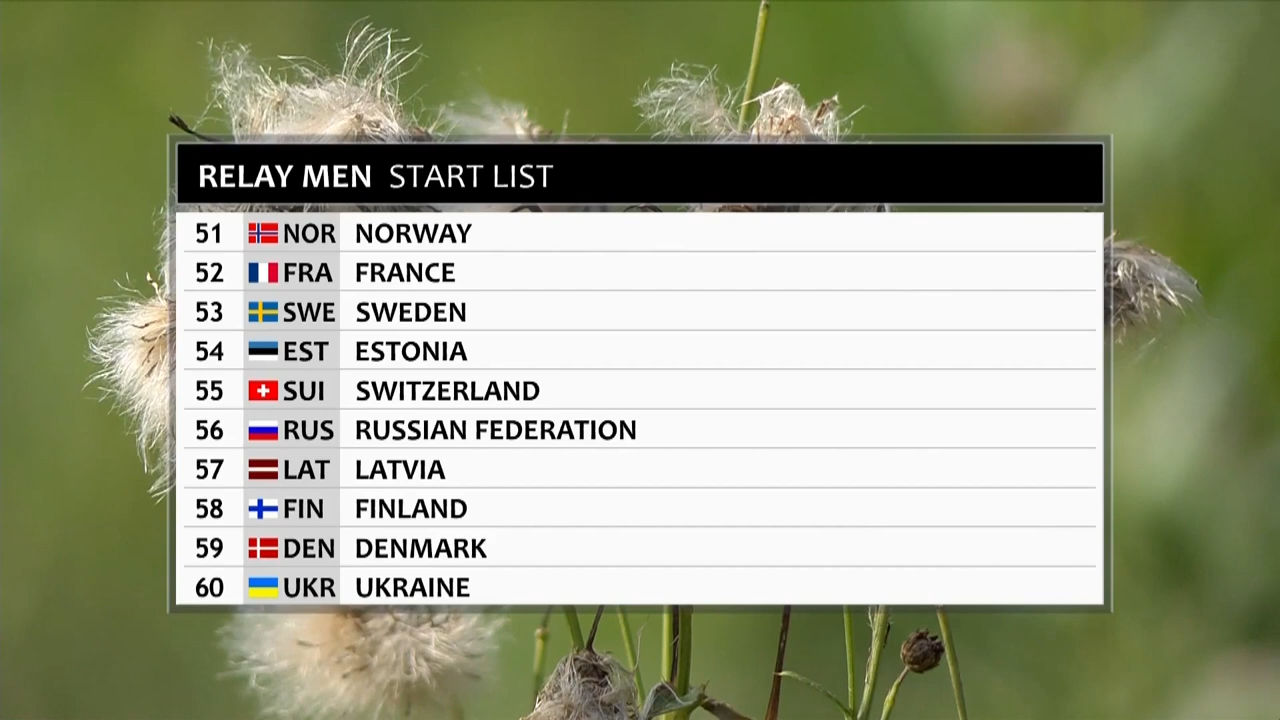 RELAY MEN START LIST
51 NOR NORWAY
52 FRA FRANCE
53 SWE SWEDEN
54 EST ESTONIA
55 SUI SWITZERLAND
56 RUS RUSSIAN FEDERATION
57 LAT LATVIA
58 FIN FINLAND
59 DEN DENMARK
60 UKR UKRAINE